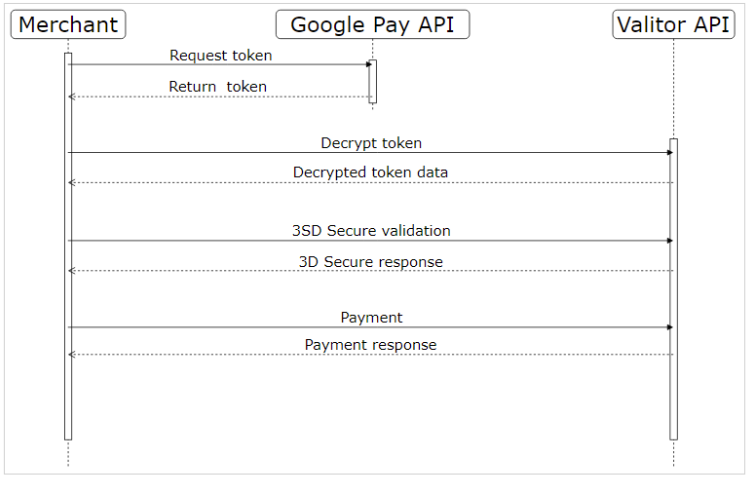 Merchant
Google Pay API
Valitor API
Request token
Return token
Decrypt token
Decrypted token data
3SD Secure validation
3D Secure response
Payment
Payment response